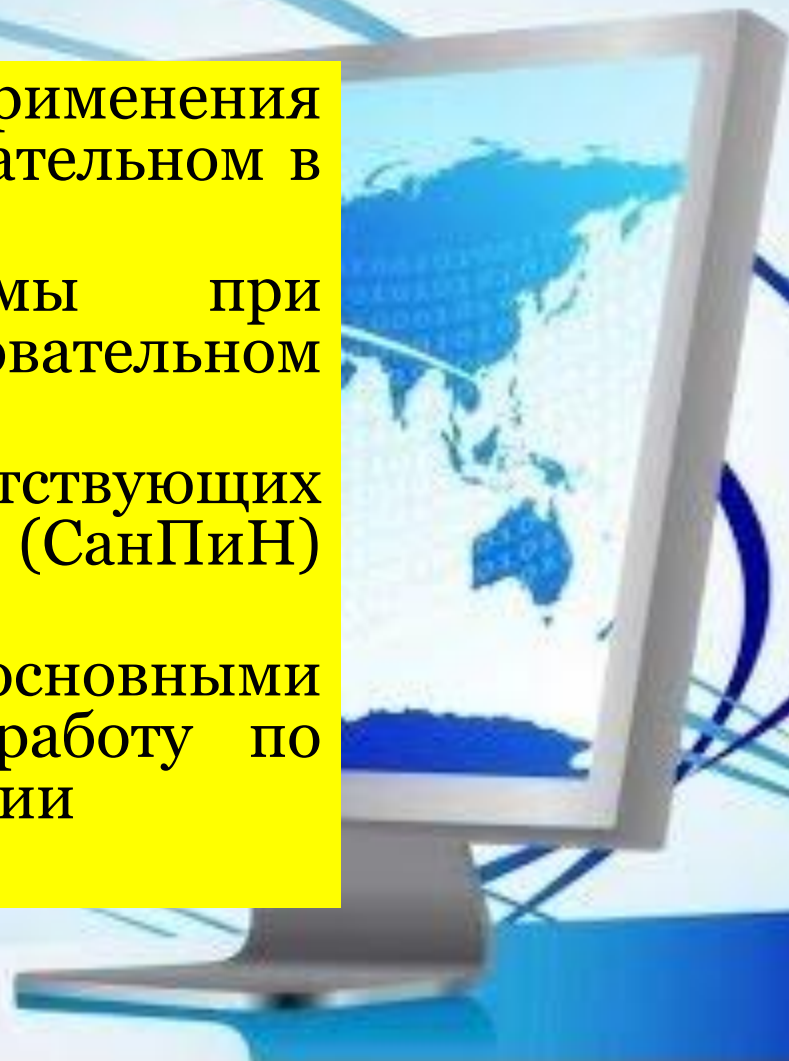 рименения
ательном в
мы при
овательном
тствующих
(СанПиН)
основными
работу по
ии